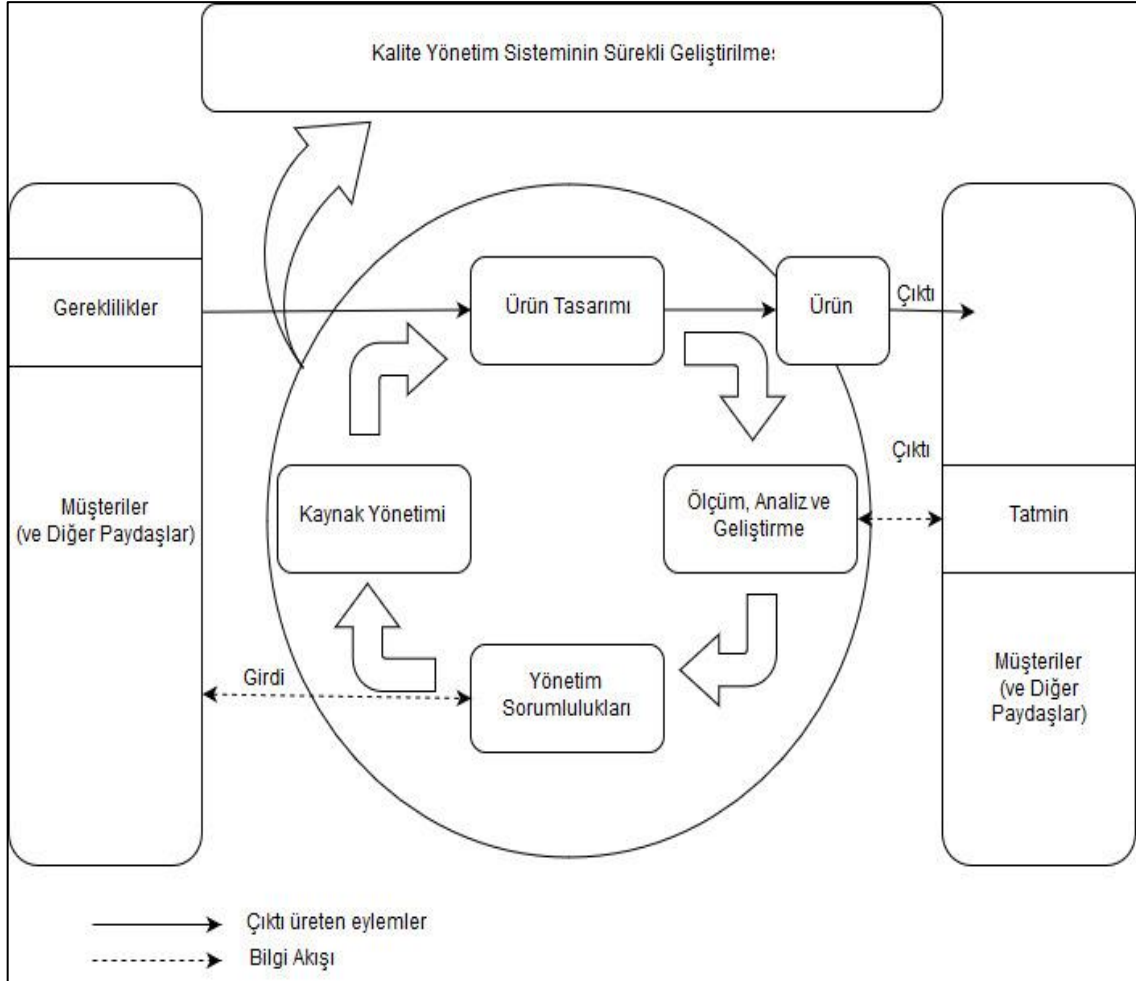 Kalite Yönetim Sisteminin Sürekli Geliştirilmes
Gereklilikler
Ürün Tasarımı
Ürün
Çıktı
Çıktı
Müşteriler
(ve Diğer Paydaşlar)
Kaynak Yönetimi
Ölçüm, Analiz ve
Geliştirme
Tatmin
Girdi
Yönetim
Sorumlulukları
Müşteriler
(ve Diğer
Paydaşlar)
Çıktı üreten eylemler
Bilgi Akışı